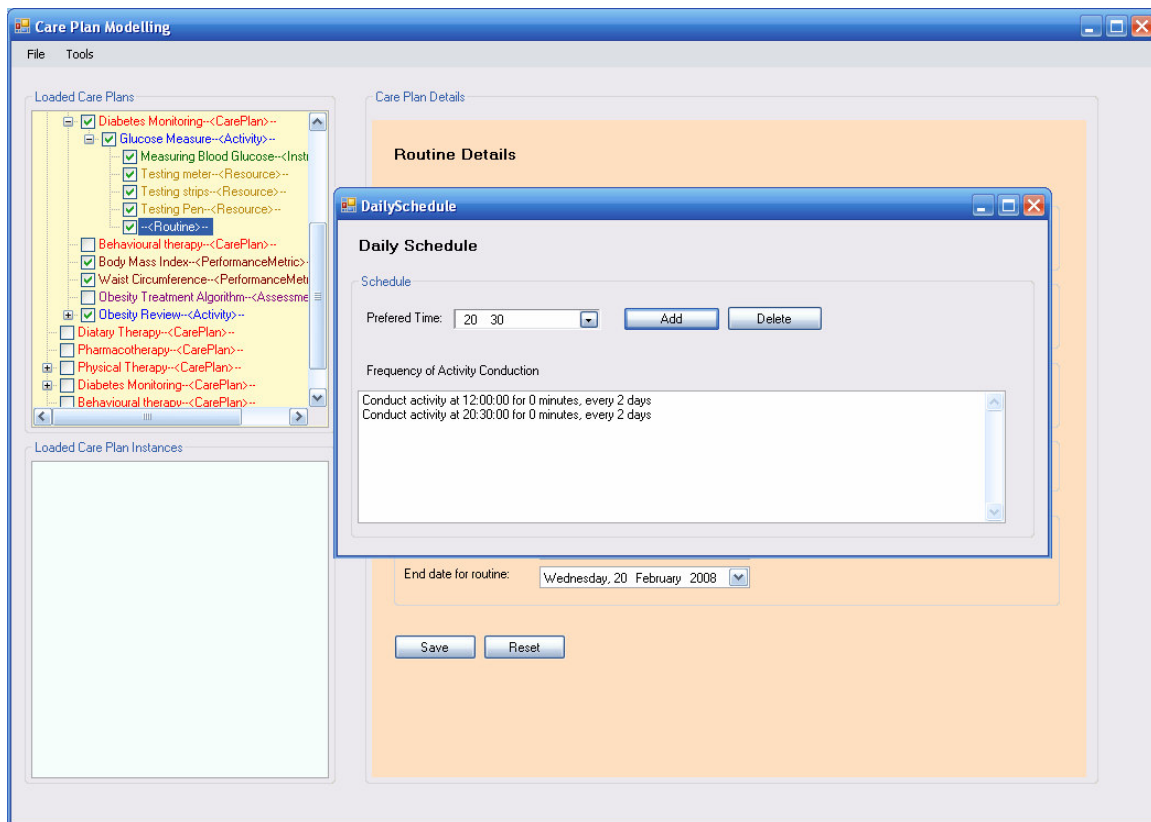 Care Plan Modelling
File Tools
Loaded Care Plans
Diabetes Monitoring--<CarePlan>--
Glucose Measure--<Activity>--
Measuring Blood Glucose--<Inst
Testing meter--<Resource>--
Testing strips--<Resource>--
Testing Pen--<Resource>--
--<Routine>--
Behavioural therapy--<CarePlan>--
Body Mass Index--<PerformanceMetric>-
Waist Circumference--<PerformanceMet
Obesity Treatment Algorithm--<Assessme
Obesity Review--<Activity>--
Diatary Therapy--<CarePlan>--
Pharmacotherapy--<CarePlan>--
Physical Therapy--<CarePlan>--
Diabetes Monitoring--<CarePlan>--
Behavioural therapy--<CarePlan>--
Loaded Care Plan Instances
Care Plan Details
Routine Details
DailySchedule
Daily Schedule
Schedule
Prefered Time: 20 30 Add Delete
Frequency of Activity Conduction
Conduct activity at 12:00:00 for 0 minutes, every 2 days
Conduct activity at 20:30:00 for 0 minutes, every 2 days
End date for routine: Wednesday, 20 February 2008
Save Reset